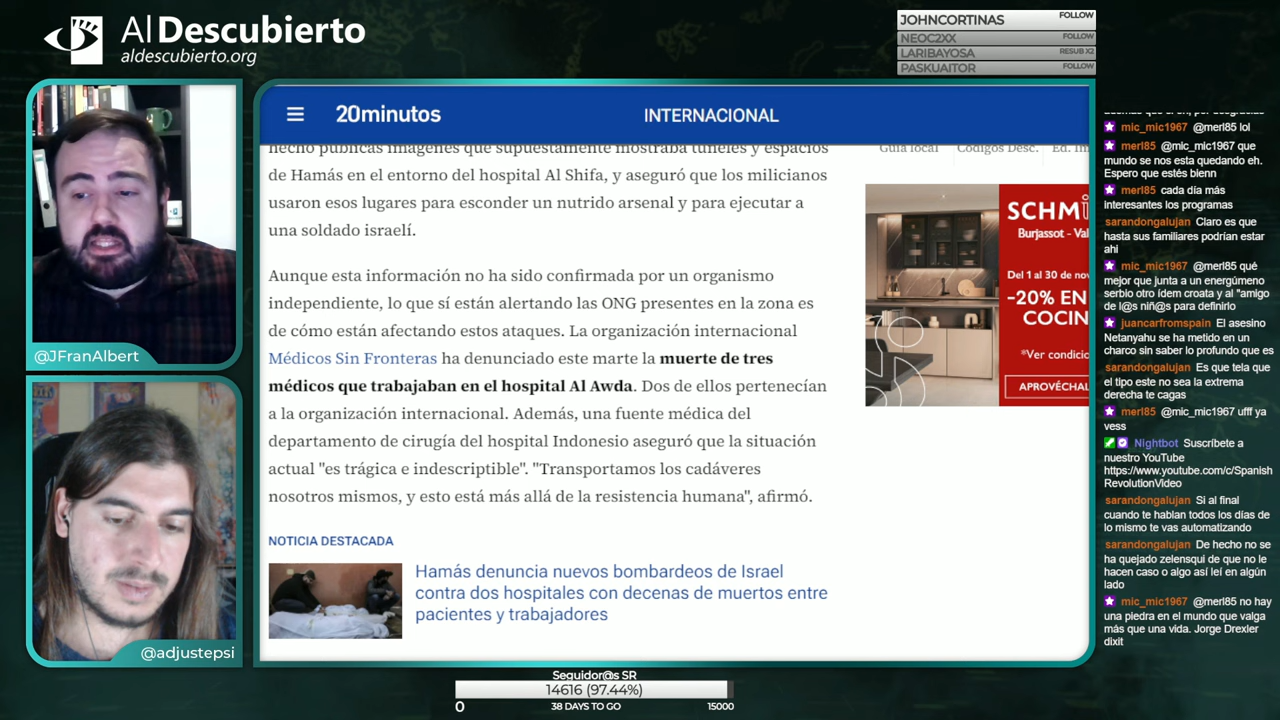 Al Descubierto
aldescubierto.org
JOHNCORTINAS FOLLOW
NEOC2XX FOLLOW
LARIBAYOSA RESUB X2
PASKUAITOR FOLLOW
@JFranAlbert
@adjustepsi
20minutos
INTERNACIONAL
hecho públicas imágenes que supuestamente mostraba túneles y espacios
de Hamás en el entorno del hospital Al Shifa, y aseguró que los milicianos
usaron esos lugares para esconder un nutrido arsenal y para ejecutar a
una soldado israelí.
Aunque esta información no ha sido confirmada por un organismo
independiente, lo que sí están alertando las ONG presentes en la zona es
de cómo están afectando estos ataques. La organización internacional
Médicos Sin Fronteras ha denunciado este marte la muerte de tres
médicos que trabajaban en el hospital Al Awda. Dos de ellos pertenecían
a la organización internacional. Además, una fuente médica del
departamento de cirugía del hospital Indonesio aseguró que la situación
actual "es trágica e indescriptible". "Transportamos los cadáveres
nosotros mismos, y esto está más allá de la resistencia humana", afirmó.
NOTICIA DESTACADA
Hamás denuncia nuevos bombardeos de Israel
contra dos hospitales con decenas de muertos entre
pacientes y trabajadores
Guía local Códigos Desc. Ed.
SCHMi
Burjassot - Val
Del 1 al 30 de nov
-20% EN
COCIN
*Ver condicio
APROVÉCHAL
mic_mic1967 @merl85 lol
merl85 @mic_mic1967 que
mundo se nos esta quedando eh.
Espero que estés bienn
merl85 cada día más
interesantes los programas
sarandongalujan Claro es que
hasta sus familiares podrían estar
ahi
mic_mic1967 @merl85 qué
mejor que junta a un energúmeno
serbio otro ídem croata y al "amigo
de l@s niñ@s para definirlo
juancarfromspain El asesino
Netanyahu se ha metido en un
charco sin saber lo profundo que es
sarandongalujan Es que tela que
el tipo este no sea la extrema
derecha te cagas
merl85 @mic_mic1967 ufff ya
vess
Nightbot Suscríbete a
nuestro YouTube
https://www.youtube.com/c/Spanish
RevolutionVideo
sarandongalujan Si al final
cuando te hablan todos los días de
lo mismo te vas automatizando
sarandongalujan De hecho no se
ha quejado zelensqui de que no le
hacen caso o algo así leí en algún
lado
mic_mic1967 @merl85 no hay
una piedra en el mundo que valga
más que una vida. Jorge Drexler
dixit
Seguidor@s SR
14616 (97.44%)
0 38 DAYS TO GO 15000